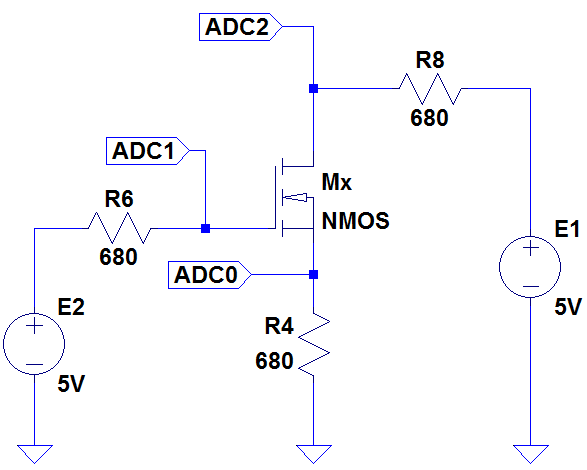 ADC2
R8
680
ADC1
Mx
R6
NMOS
680
E1
ADC0
E2
5V
R4
680
5V